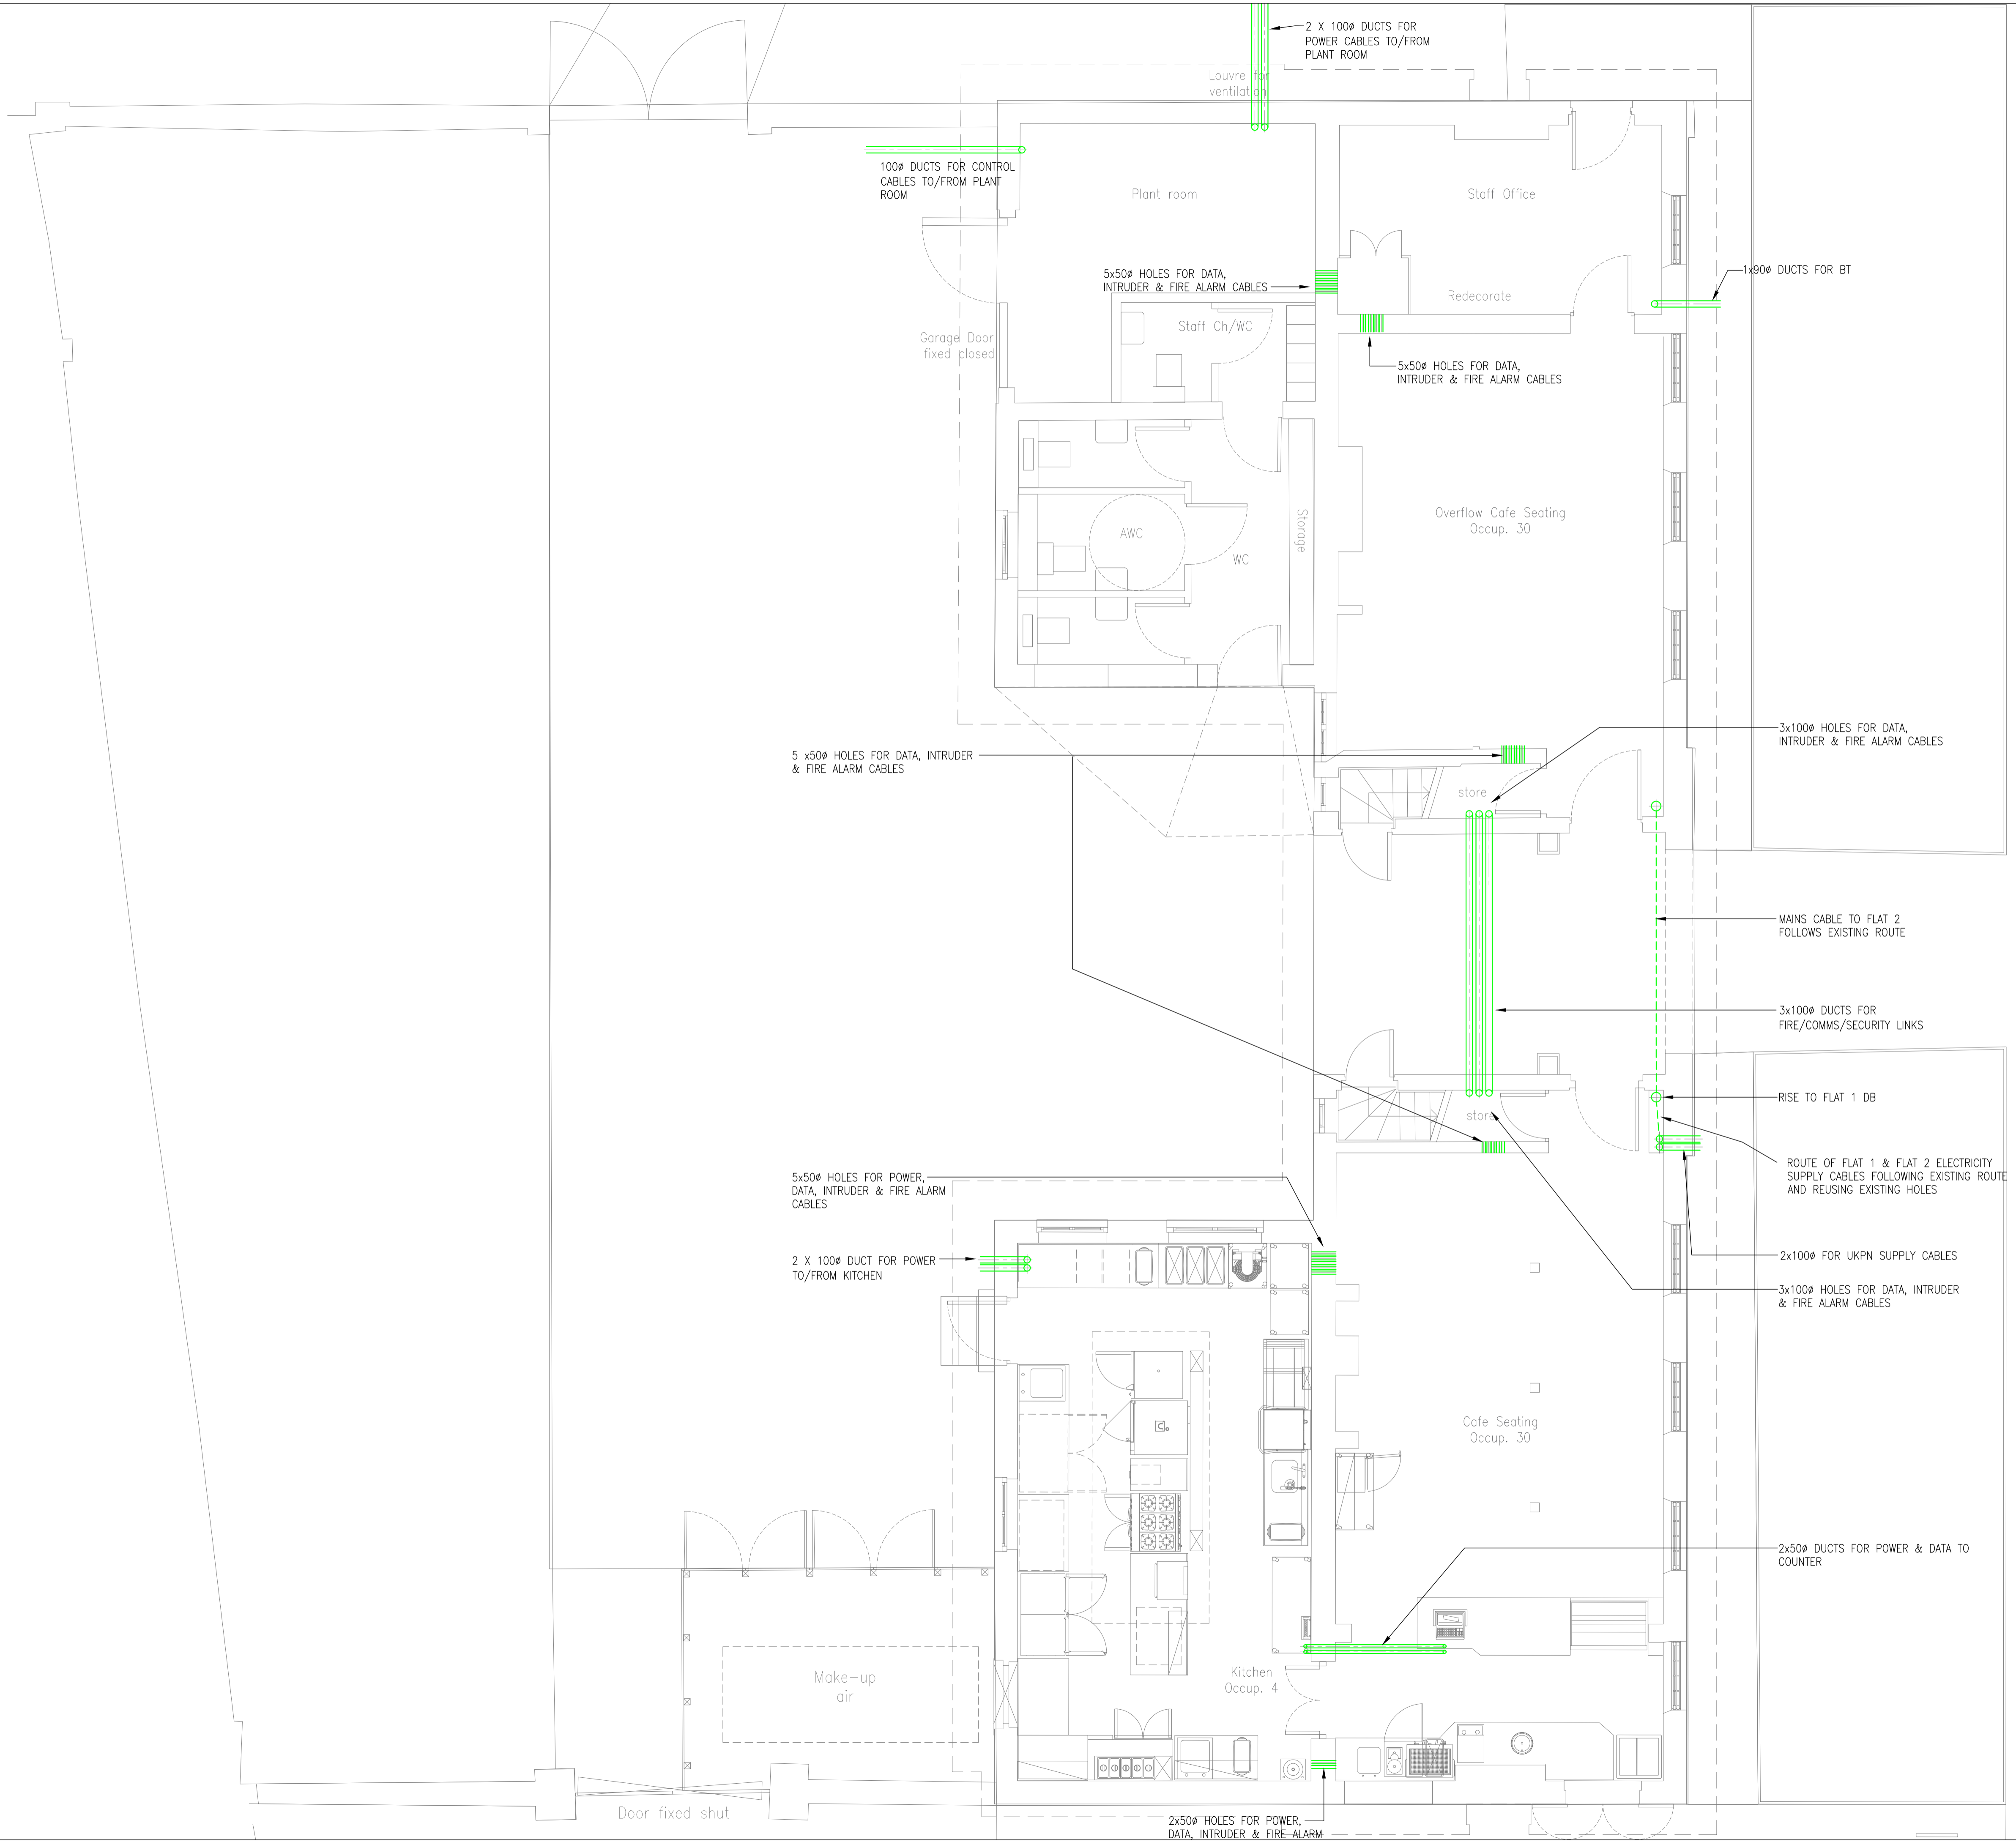 2 X 100ø DUCTS FOR
POWER CABLES TO/FROM
PLANT ROOM
Louvre for
ventilation
100ø DUCTS FOR CONTROL
CABLES TO/FROM PLANT
ROOM
Plant room
Staff Office
5x50ø HOLES FOR DATA,
INTRUDER & FIRE ALARM CABLES
1x90ø DUCTS FOR BT
Redecorate
Staff Ch/WC
Garage Door
fixed closed
5x50ø HOLES FOR DATA,
INTRUDER & FIRE ALARM CABLES
Overflow Cafe Seating
Occup. 30
Storage
AWC
WC
3x100ø HOLES FOR DATA,
INTRUDER & FIRE ALARM CABLES
5 x50ø HOLES FOR DATA, INTRUDER
& FIRE ALARM CABLES
store
MAINS CABLE TO FLAT 2
FOLLOWS EXISTING ROUTE
3x100ø DUCTS FOR
FIRE/COMMS/SECURITY LINKS
RISE TO FLAT 1 DB
store
ROUTE OF FLAT 1 & FLAT 2 ELECTRICITY
SUPPLY CABLES FOLLOWING EXISTING ROUTE
AND REUSING EXISTING HOLES
5x50ø HOLES FOR POWER,
DATA, INTRUDER & FIRE ALARM
CABLES
2 X 100ø DUCT FOR POWER
TO/FROM KITCHEN
2x100ø FOR UKPN SUPPLY CABLES
3x100ø HOLES FOR DATA, INTRUDER
& FIRE ALARM CABLES
Cafe Seating
Occup. 30
2x50ø DUCTS FOR POWER & DATA TO
COUNTER
Kitchen
Occup. 4
Make-up
air
Door fixed shut
2x50ø HOLES FOR POWER,
DATA, INTRUDER & FIRE ALARM